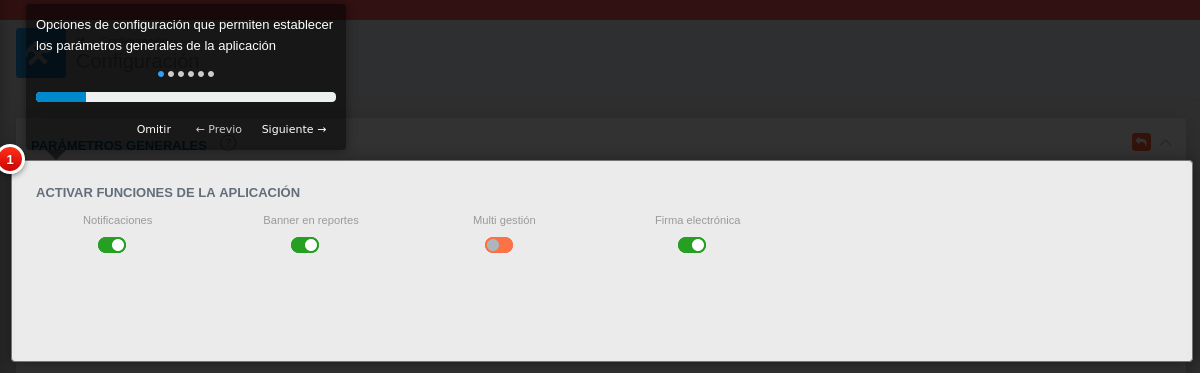 Opciones de configuración que permiten establecer
los parámetros generales de la aplicación
Configuración
Omitir ← Previo Siguiente →
PARÁMETROS GENERALES ?
1
ACTIVAR FUNCIONES DE LA APLICACIÓN
Notificaciones Banner en reportes Multi gestión Firma electrónica